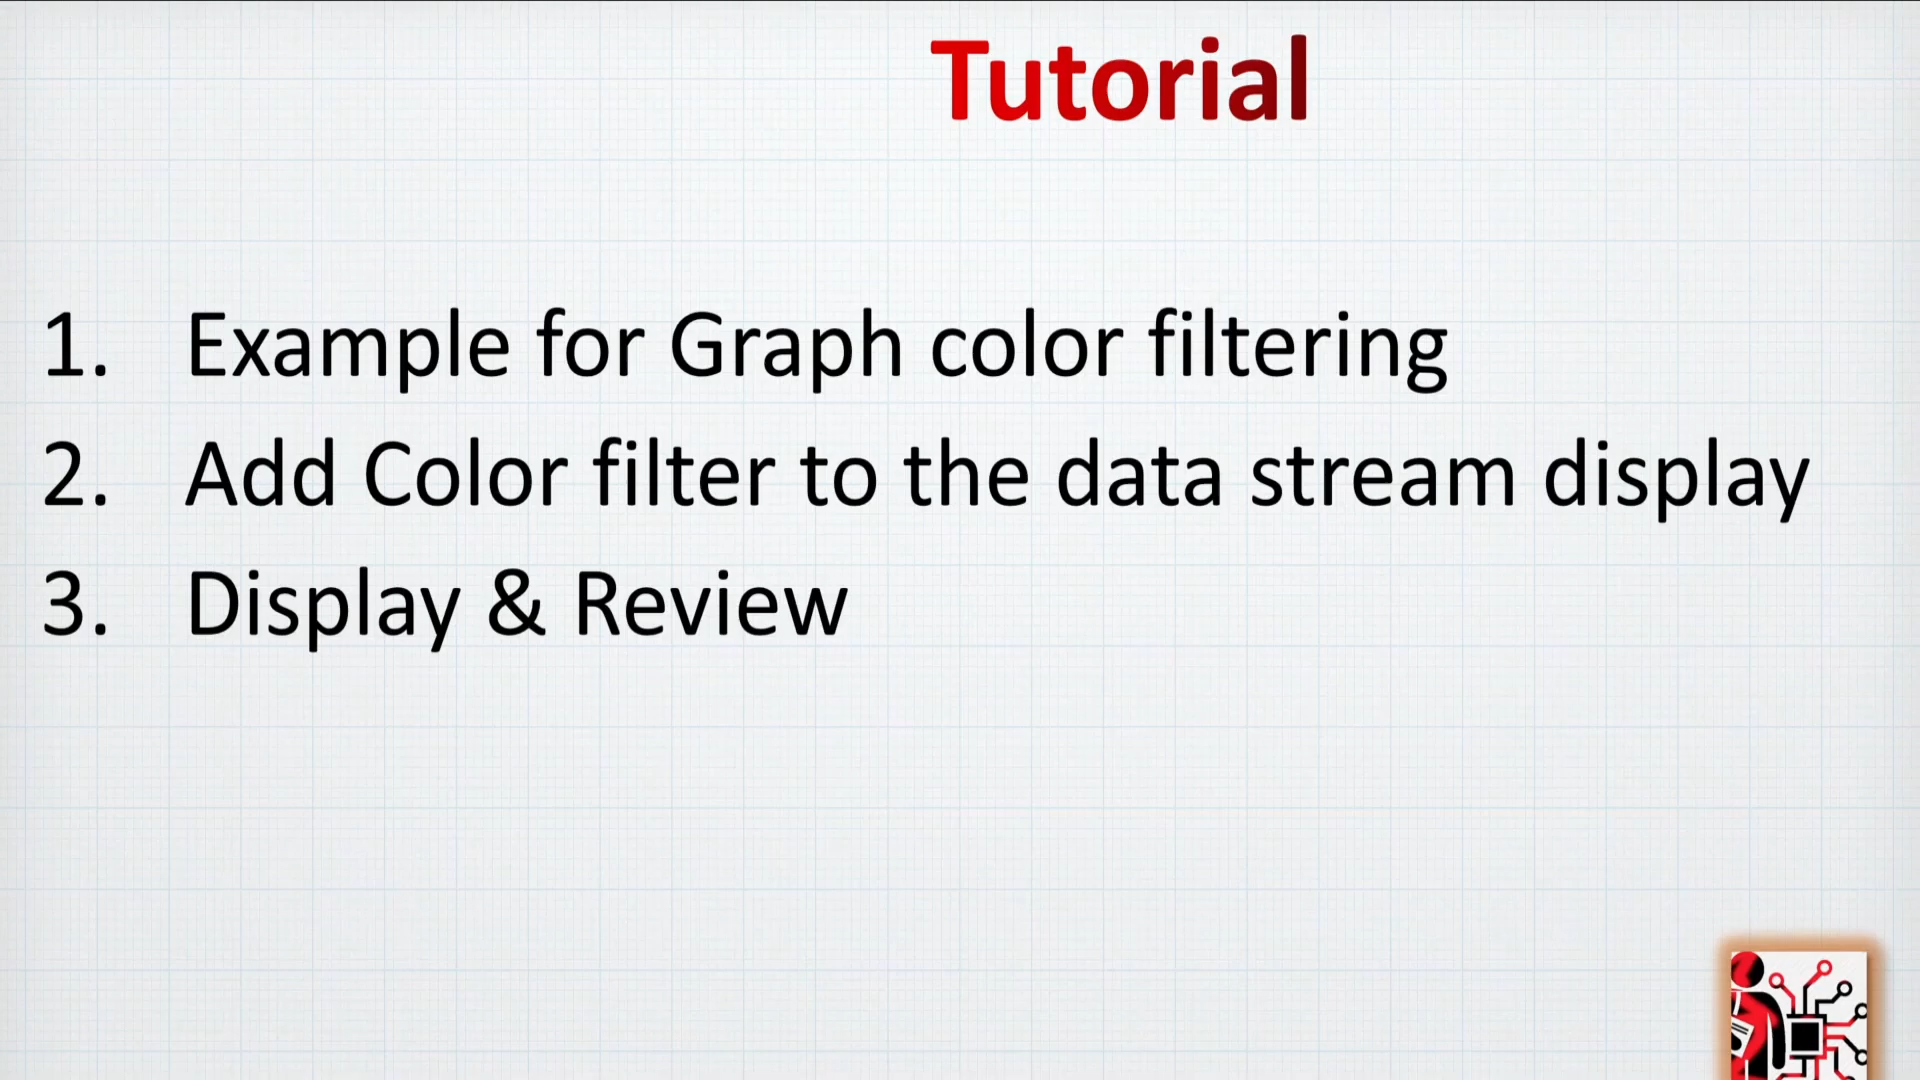 Tutorial
1. Example for Graph color filtering
2. Add Color filter to the data stream display
3. Display & Review